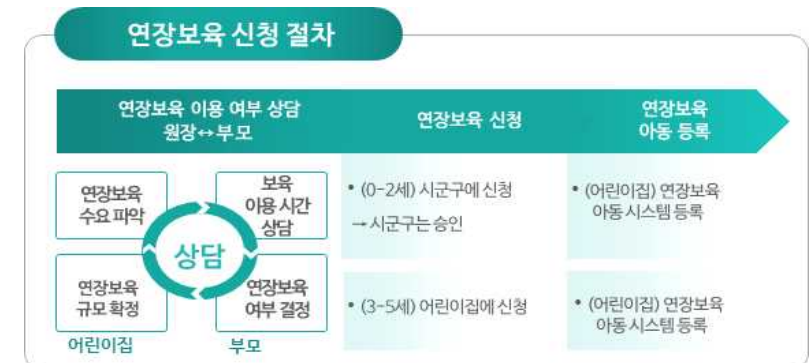 연장보육 신청 절차
연장보육 이용 여부 상담
원장↔부모
연장보육 신청
연장보육
아동 등록
연장보육
수요 파악
보육
이용 시간
상담
상담
연장보육
규모 확정
연장보육
여부 결정
어린이집
부모
• (0-2세) 시군구에 신청
→ 시군구는 승인
• (3-5세) 어린이집에 신청
• (어린이집) 연장보육
아동 시스템 등록
• (어린이집) 연장보육
아동 시스템 등록